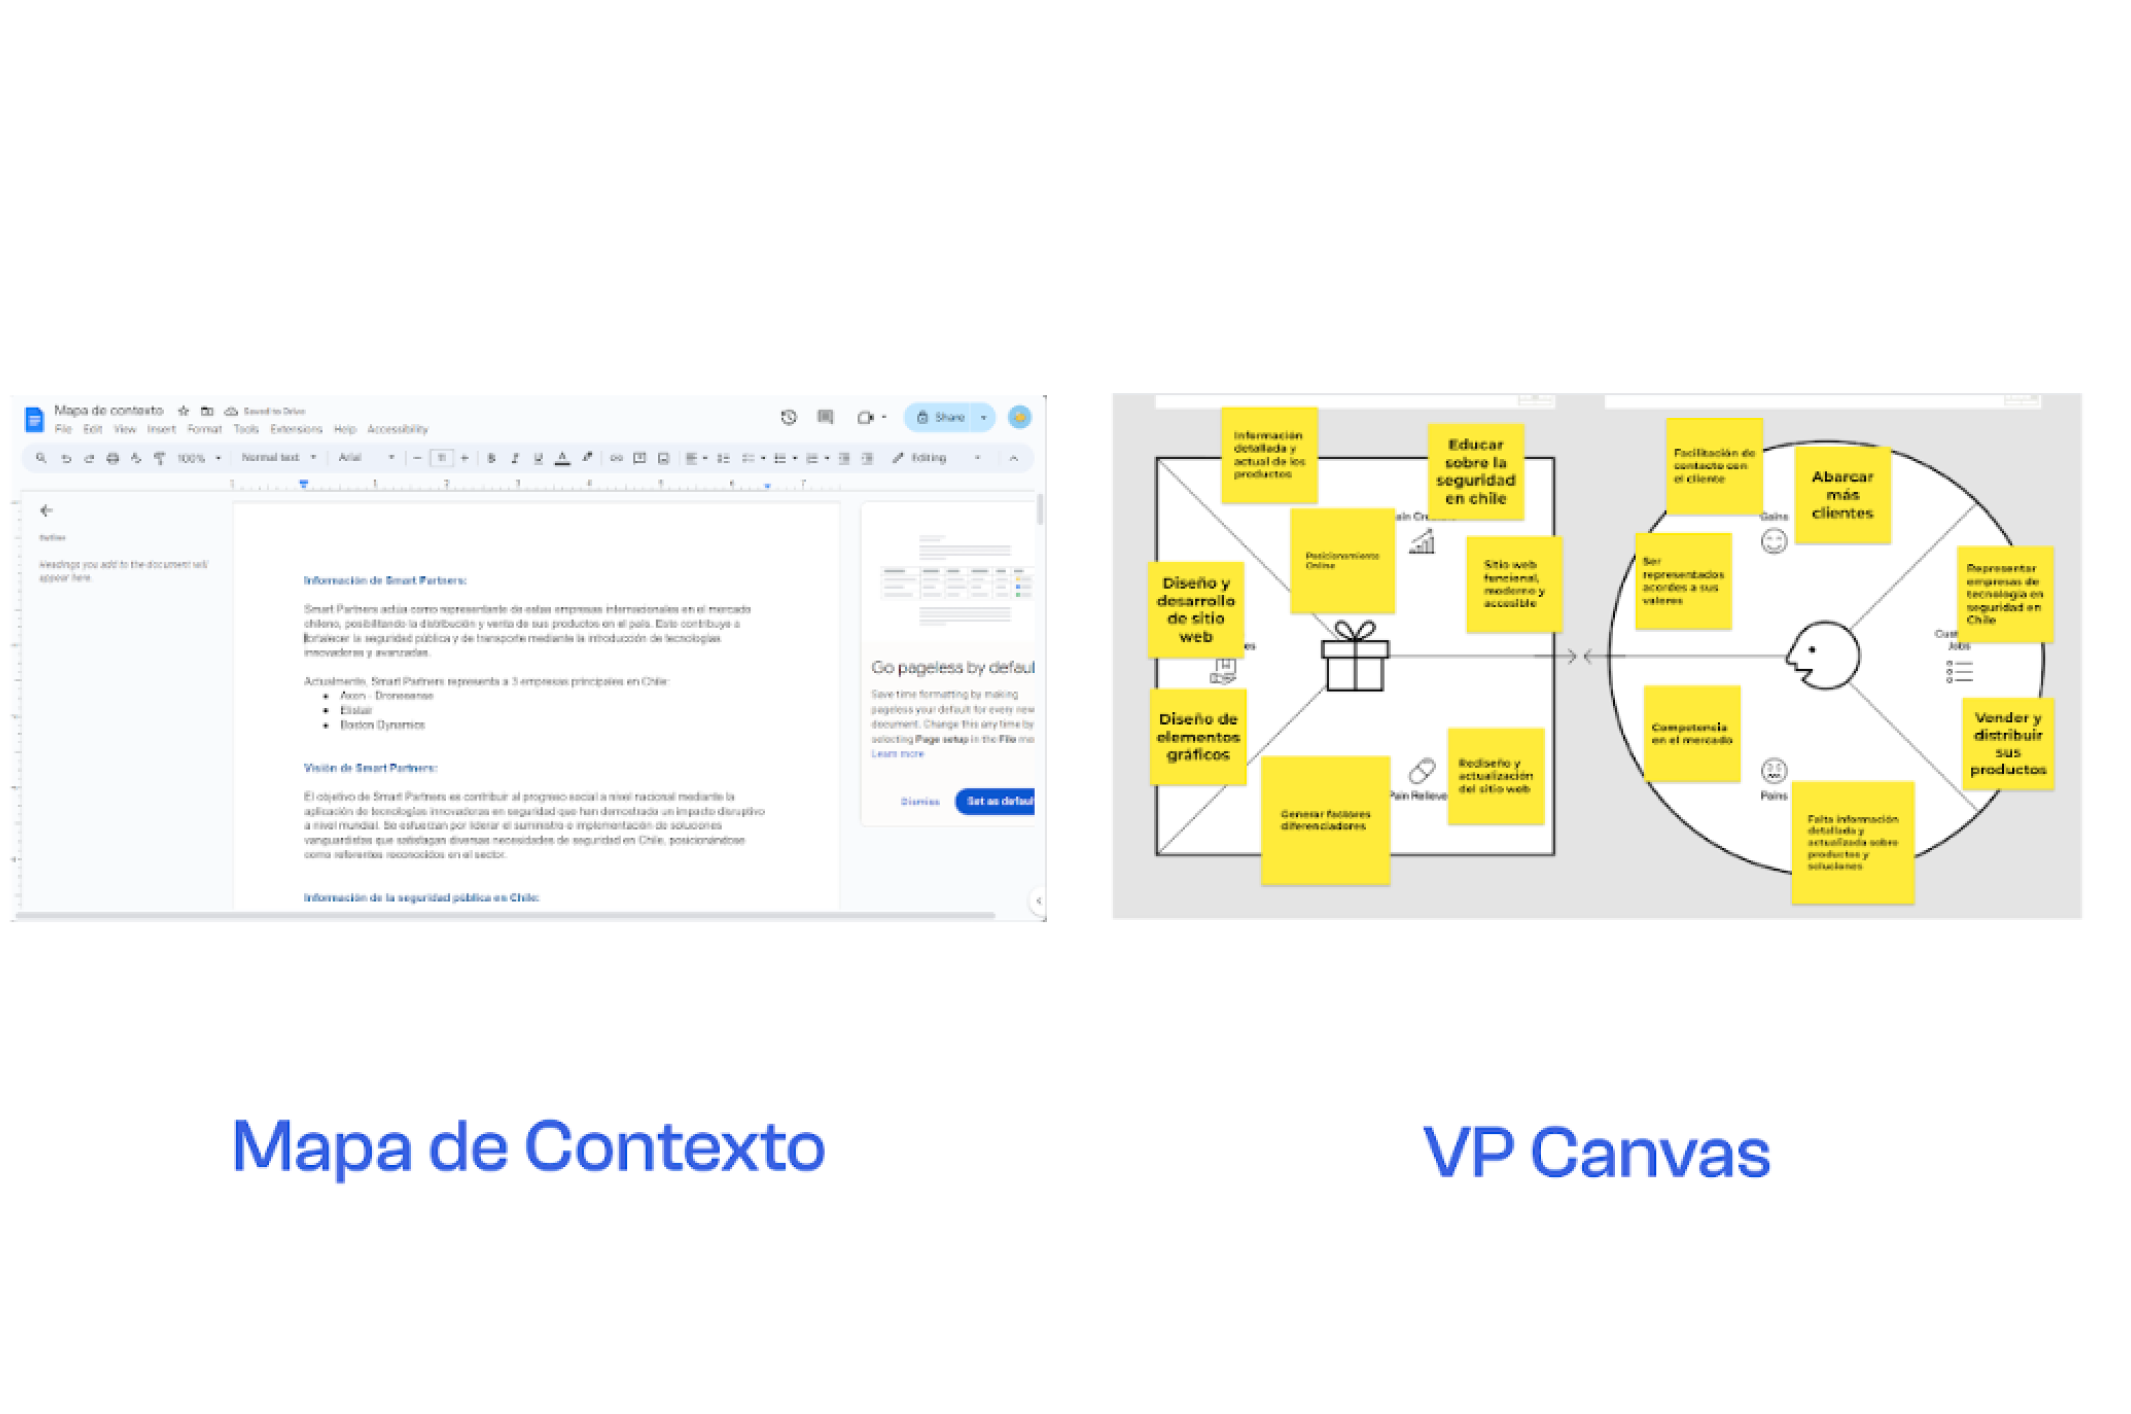 Mapa de contexto
Saved to Drive
File Edit View Insert Format Tools Extensions Help Accessibility
Share
100% Normal text Arial 11 Editing
1 1 2 3 4 5 6 7
Outline
Headings you add to the document will
appear here.
Información de Smart Partners:
Smart Partners actúa como representante de estas empresas internacionales en el mercado
chileno, posibilitando la distribución y venta de sus productos en el país. Esto contribuye a
fortalecer la seguridad pública y de transporte mediante la introducción de tecnologías
innovadoras y avanzadas.
Actualmente, Smart Partners representa a 3 empresas principales en Chile:
Axon - Dronesense
Elistair
Boston Dynamics
Visión de Smart Partners:
El objetivo de Smart Partners es contribuir al progreso social a nivel nacional mediante la
aplicación de tecnologías innovadoras en seguridad que han demostrado un impacto disruptivo
a nivel mundial. Se esfuerzan por liderar el suministro e implementación de soluciones
vanguardistas que satisfagan diversas necesidades de seguridad en Chile, posicionándose
como referentes reconocidos en el sector.
Información de la seguridad pública en Chile:
Go pageless by defaul
Save time formatting by making
pageless your default for every new
document. Change this any time by
selecting Page setup in the File me
Learn more
Dismiss
Set as defaul
Información
detallada y
actual de los
productos
Educar
sobre la
seguridad
en chile
ain Cre
Posicionamiento
Online
Sitio web
funcional,
moderno y
accesible
Diseño y
desarrollo
de sitio
web
es
Diseño de
elementos
gráficos
Generar factores
diferenciadores
Pain Relieve
Rediseño y
actualización
del sitio web
Facilitación de
contacto con
el cliente
Gains
Abarcar
más
clientes
Ser
representados
acordes a sus
valores
Representar
empresas de
tecnología en
seguridad en
Chile
Cust
Jobs
Competencia
en el mercado
Pains
Vender y
distribuir
sus
productos
Falta información
detallada y
actualizada sobre
productos y
soluciones
Mapa de Contexto
VP Canvas